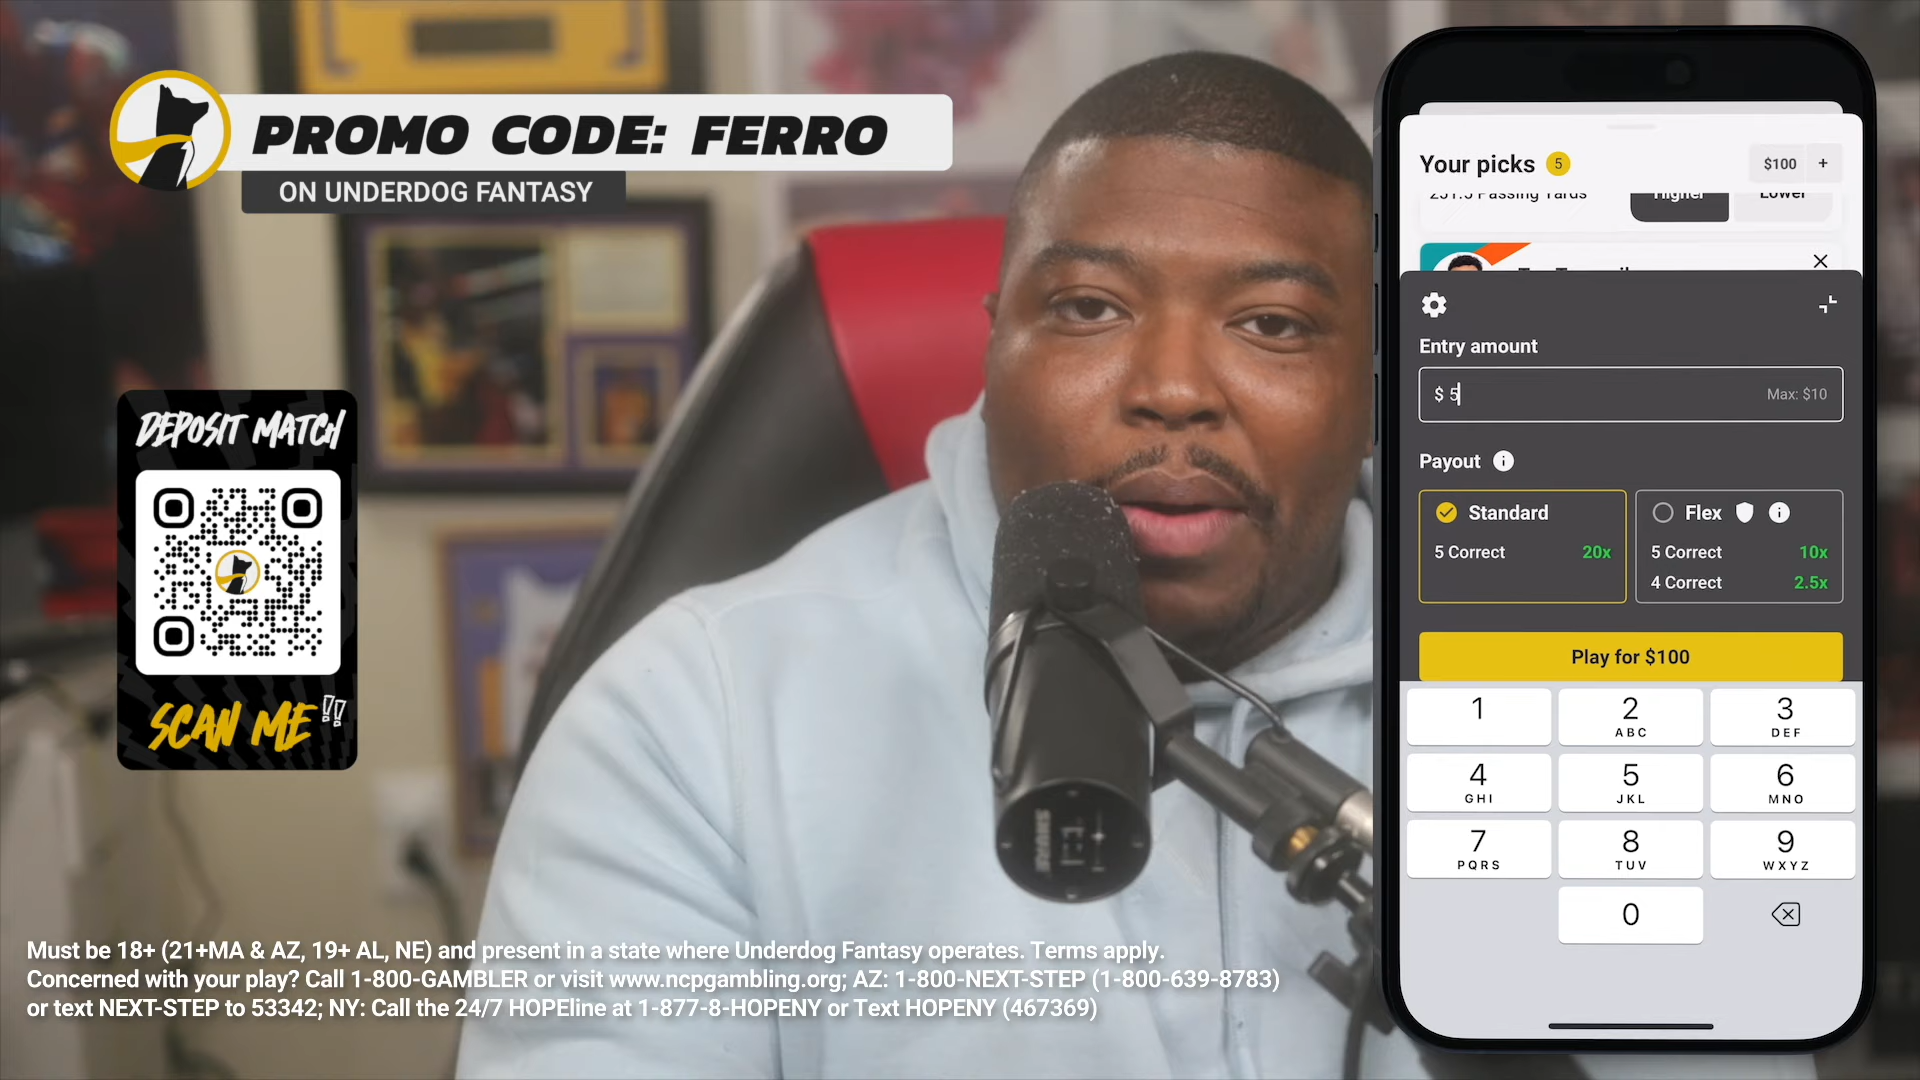 PROMO CODE: FERRO
ON UNDERDOG FANTASY
DEPOSIT MATCH
SCAN ME!!
Must be 18+ (21+MA & AZ, 19+ AL, NE) and present in a state where Underdog Fantasy operates. Terms apply.
Concerned with your play? Call 1-800-GAMBLER or visit www.ncpgambling.org; AZ: 1-800-NEXT-STEP (1-800-639-8783)
or text NEXT-STEP to 53342; NY: Call the 24/7 HOPEline at 1-877-8-HOPENY or Text HOPENY (467369)
SHURE
Your picks 5
$100 +
Passing Yards Higher Lower
Entry amount
$ 5 Max: $10
Payout
Standard
5 Correct 20x
Flex
5 Correct 10x
4 Correct 2.5x
Play for $100
1
2 ABC
3 DEF
4 GHI
5 JKL
6 MNO
7 PQRS
8 TUV
9 WXYZ
0